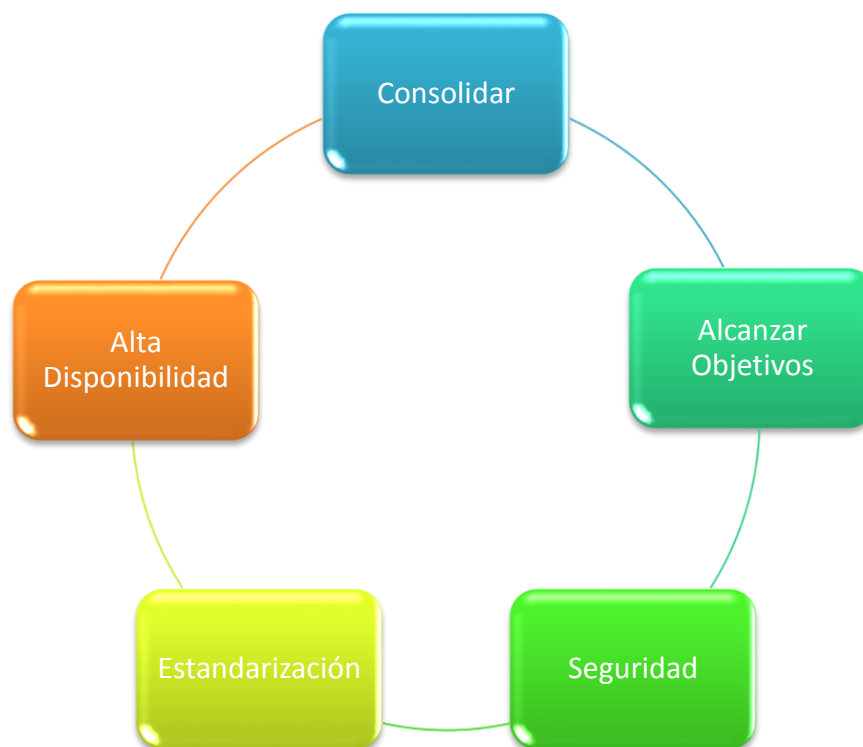 Consolidar
Alcanzar
Objetivos
Seguridad
Estandarización
Alta
Disponibilidad